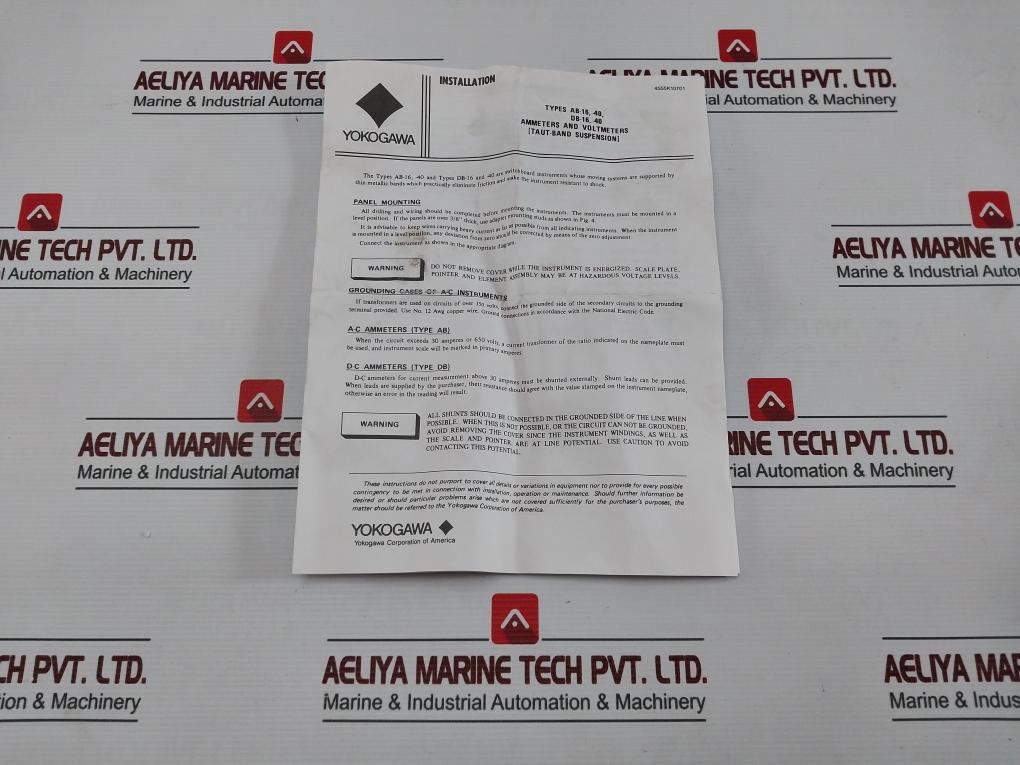 AELIYA MARINE TECH
Marine & Industrial Automa
AELIYA MARINE TECH PVT. LTD.
Automation & Machinery
NE TECH PVT. LTD.
al Automation & Machinery
AELIYA MARINE
Marine & Industrial Auto
YOKOGAWA
INSTALLATION
4555K10701
TYPES AB-16, -40,
DB-16, -40
AMMETERS AND VOLTMETERS
[TAUT-BAND SUSPENSION]
The Types AB-16, -40 and Types DB-16 and -40 are switchboard instruments whose moving systems are supported by
thin metallic bands which practically eliminate friction and make the instrument resistant to shock.
PANEL MOUNTING
All drilling and wiring should be completed before mounting the instruments. The instruments must be mounted in a
level position. If the panels are over 3/8" thick, use adapter mounting studs as shown in Fig. 4.
It is advisable to keep wires carrying heavy current as far as possible from all indicating instruments. When the instrument
is mounted in a level position, any deviation from zero should be corrected by means of the zero adjustment.
Connect the instrument as shown in the appropriate diagram.
WARNING
DO NOT REMOVE COVER WHILE THE INSTRUMENT IS ENERGIZED. SCALE PLATE,
POINTER AND ELEMENT ASSEMBLY MAY BE AT HAZARDOUS VOLTAGE LEVELS.
GROUNDING CASES OF A-C INSTRUMENTS
If transformers are used on circuits of over 150 volts, connect the grounded side of the secondary circuits to the grounding
terminal provided. Use No. 12 Awg copper wire. Ground connections in accordance with the National Electric Code.
A-C AMMETERS (TYPE AB)
When the circuit exceeds 30 amperes or 650 volts, a current transformer of the ratio indicated on the nameplate must
be used, and instrument scale will be marked in primary amperes.
D-C AMMETERS (TYPE DB)
D-C ammeters for current measurement above 30 amperes must be shunted externally. Shunt leads can be provided.
When leads are supplied by the purchaser, their resistance should agree with the value stamped on the instrument nameplate,
otherwise an error in the reading will result.
WARNING
ALL SHUNTS SHOULD BE CONNECTED IN THE GROUNDED SIDE OF THE LINE WHEN
POSSIBLE. WHEN THIS IS NOT POSSIBLE, OR THE CIRCUIT CAN NOT BE GROUNDED,
AVOID REMOVING THE COVER SINCE THE INSTRUMENT WINDINGS, AS WELL AS
THE SCALE AND POINTER, ARE AT LINE POTENTIAL. USE CAUTION TO AVOID
CONTACTING THIS POTENTIAL.
These instructions do not purport to cover all details or variations in equipment nor to provide for every possible
contingency to be met in connection with installation, operation or maintenance. Should further information be
desired or should particular problems arise which are not covered sufficiently for the purchaser's purposes, the
matter should be referred to the Yokogawa Corporation of America.
YOKOGAWA
Yokogawa Corporation of America
AELIYA MARINE TEC
Marine & Industrial Automat
INE TECH PVT. LTD.
rial Automation & Machinery
CH PVT. LTD.
tion & Machinery
AELIYA MARINE TECH PVT. LTD.
Marine & Industrial Automation & Machinery
AELIYA MAR
Marine & Indus